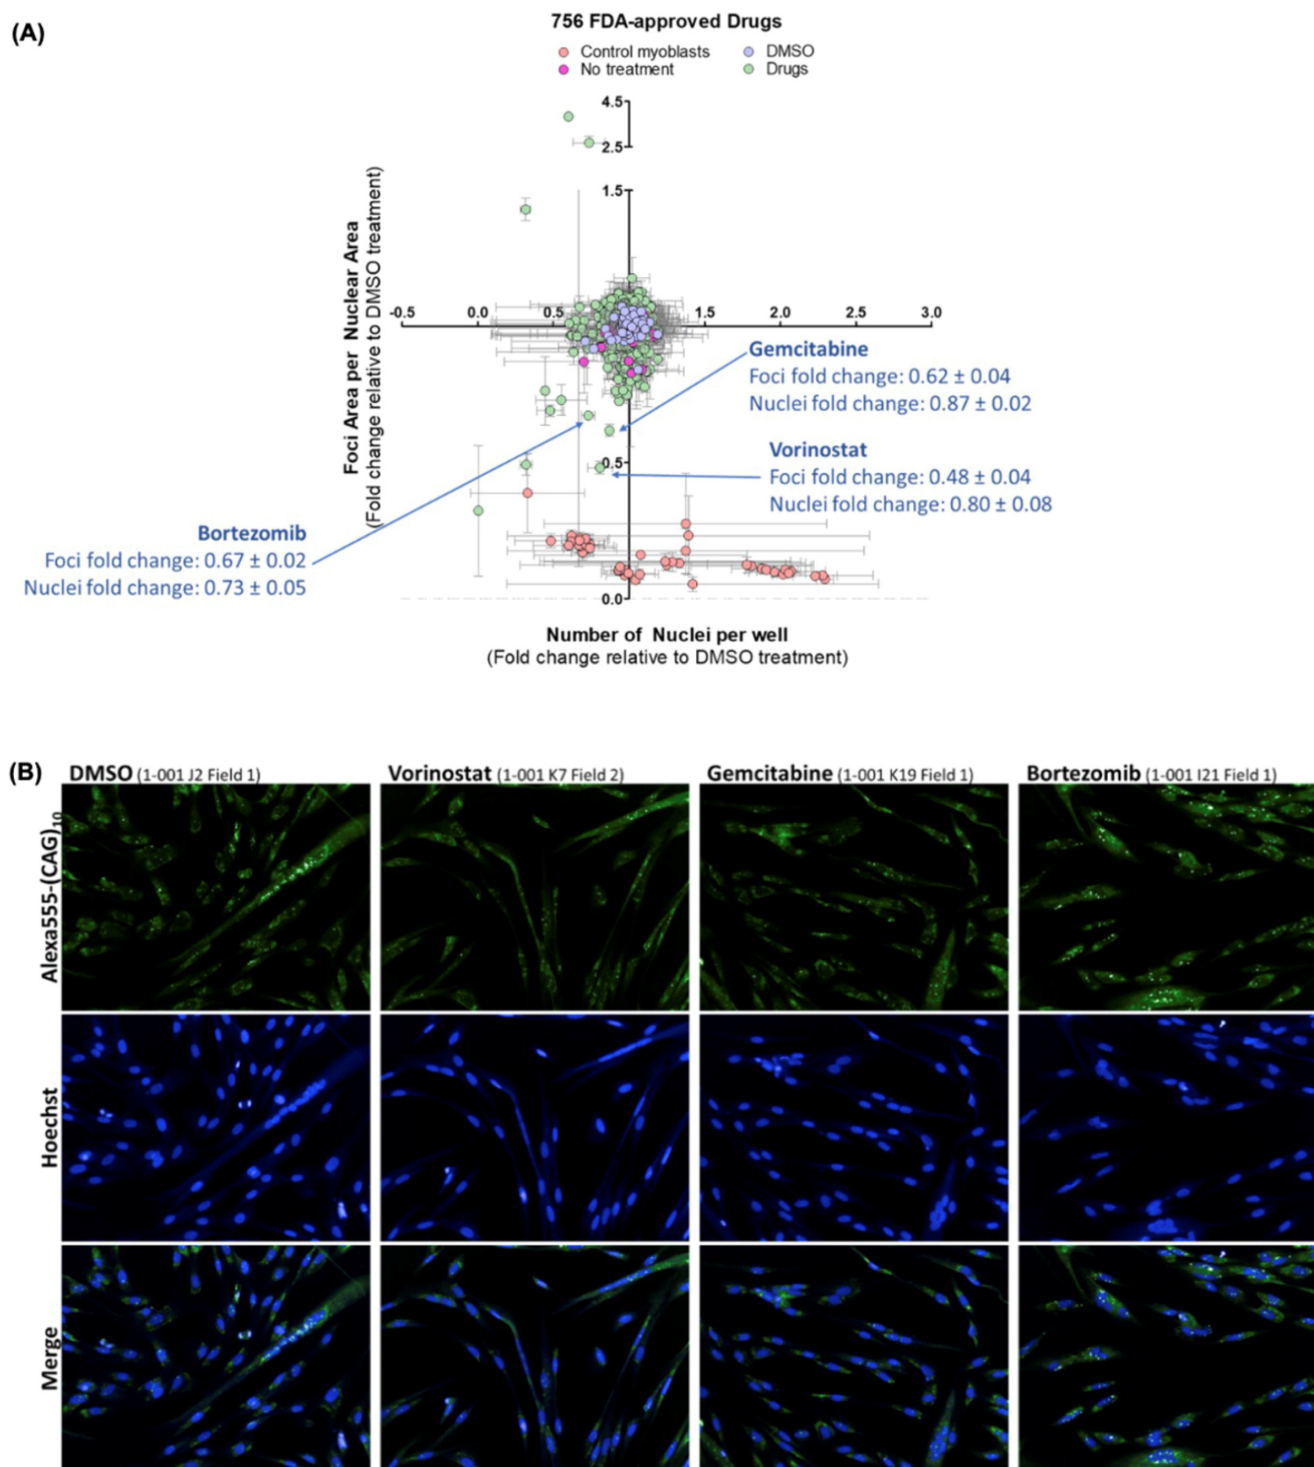 (A)
756 FDA-approved Drugs
Control myoblasts
DMSO
No treatment
Drugs
4.5
2.5
1.5
Foci Area per Nuclear Area
(Fold change relative to DMSO treatment)
-0.5 0.0 0.5 1.5 2.0 2.5 3.0
Gemcitabine
Foci fold change: 0.62 ± 0.04
Nuclei fold change: 0.87 ± 0.02
Vorinostat
Foci fold change: 0.48 ± 0.04
Nuclei fold change: 0.80 ± 0.08
0.5
Bortezomib
Foci fold change: 0.67 ± 0.02
Nuclei fold change: 0.73 ± 0.05
0.0
Number of Nuclei per well
(Fold change relative to DMSO treatment)
(B)
DMSO (1-001 J2 Field 1)
Vorinostat (1-001 K7 Field 2)
Gemcitabine (1-001 K19 Field 1)
Bortezomib (1-001 I21 Field 1)
Alexa555-(CAG)10
Hoechst
Merge